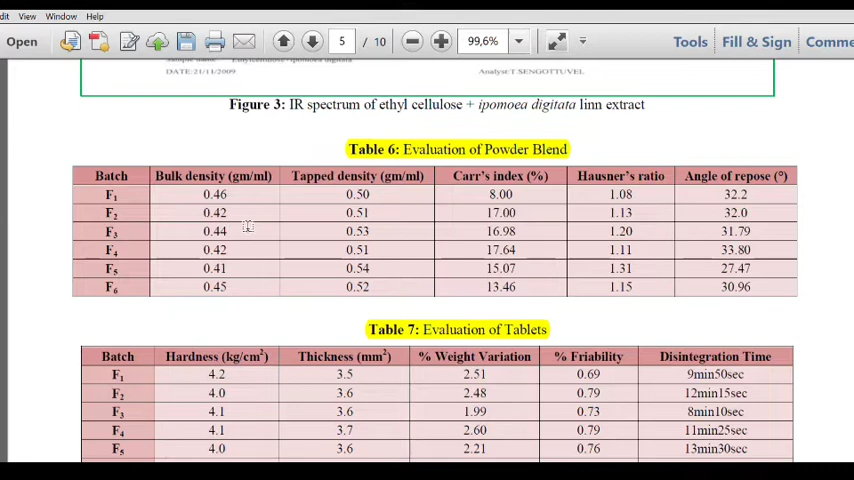 dit View Window Help
Open 5 / 10 99,6% Tools Fill & Sign Comme
Sample name Ethylcellulose+ipomoea digitata
DATE:21/11/2009 Analyst:T SENGOTTUVEL
Figure 3: IR spectrum of ethyl cellulose + ipomoea digitata linn extract
Table 6: Evaluation of Powder Blend
Batch Bulk density (gm/ml) Tapped density (gm/ml) Carr's index (%) Hausner's ratio Angle of repose (°)
F1 0.46 0.50 8.00 1.08 32.2
F2 0.42 0.51 17.00 1.13 32.0
F3 0.44 0.53 16.98 1.20 31.79
F4 0.42 0.51 17.64 1.11 33.80
F5 0.41 0.54 15.07 1.31 27.47
F6 0.45 0.52 13.46 1.15 30.96
Table 7: Evaluation of Tablets
Batch Hardness (kg/cm²) Thickness (mm²) % Weight Variation % Friability Disintegration Time
F1 4.2 3.5 2.51 0.69 9min50sec
F2 4.0 3.6 2.48 0.79 12min15sec
F3 4.1 3.6 1.99 0.73 8min10sec
F4 4.1 3.7 2.60 0.79 11min25sec
F5 4.0 3.6 2.21 0.76 13min30sec